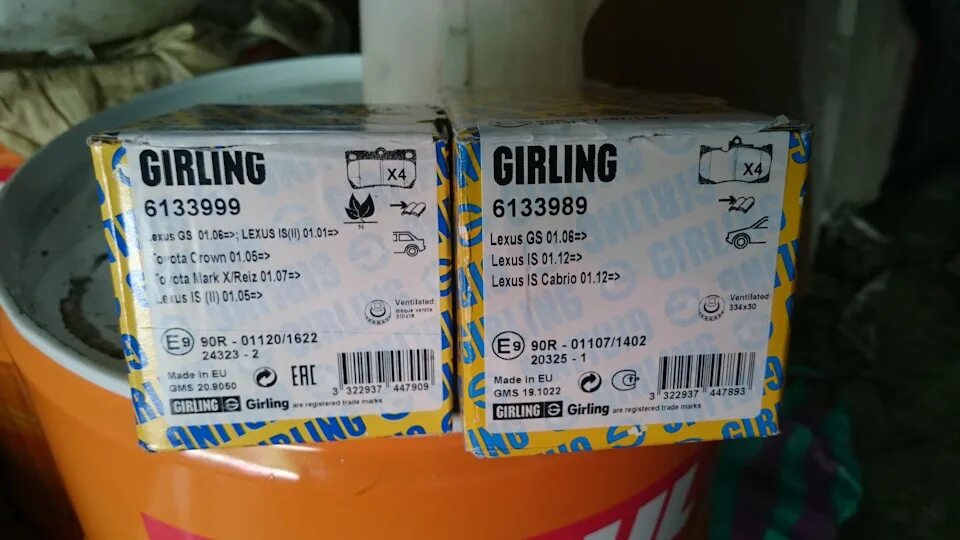 GIRLING
X4
6133999
Lexus GS 01.06=>; LEXUS IS(II) 01.01=>
Toyota Crown 01.05=>
Toyota Mark X/Reiz 01.07=>
Lexus IS (II) 01.05=>
N
Ventilated:
disque ventile
310x18
E9 90R - 01120/1622
24323 - 2
Made in EU
GMS 20.9050
EAC
3 322937 447909
GIRLING Girling are registered trade marks
GIRLING
X4
6133989
Lexus GS 01.06=>
Lexus IS 01.12=>
Lexus IS Cabrio 01.12=>
Ventilated:
334x30
E9 90R - 01107/1402
20325 - 1
Made in EU
GMS 19.1022
3 322937 447893
GIRLING Girling are registered trade marks